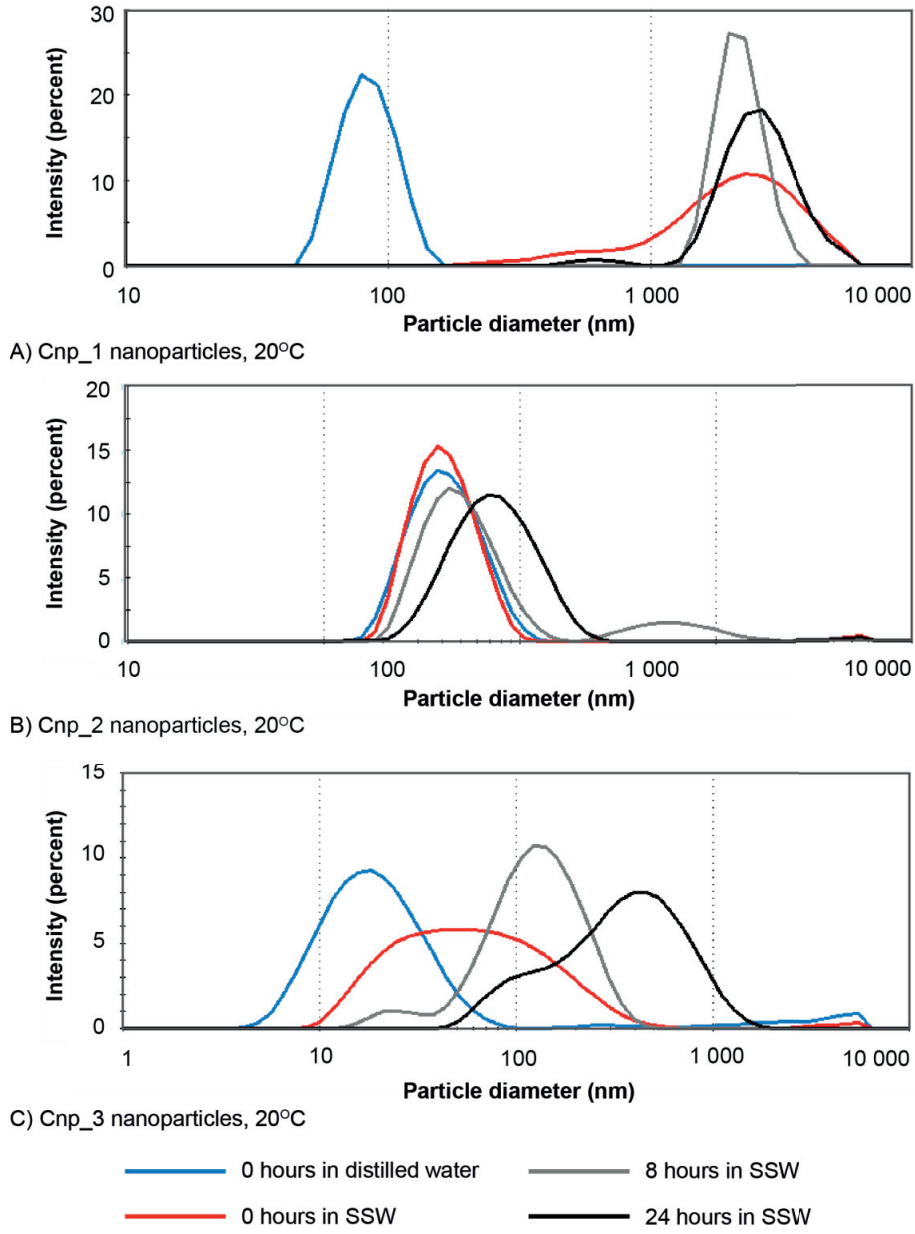 30
20
10
0
Intensity (percent)
10 100 1 000 10 000
Particle diameter (nm)
A) Cnp_1 nanoparticles, 20°C
20
15
10
5
0
Intensity (percent)
10 100 1 000 10 000
Particle diameter (nm)
B) Cnp_2 nanoparticles, 20°C
15
10
5
0
Intensity (percent)
1 10 100 1 000 10 000
Particle diameter (nm)
C) Cnp_3 nanoparticles, 20°C
0 hours in distilled water
8 hours in SSW
0 hours in SSW
24 hours in SSW